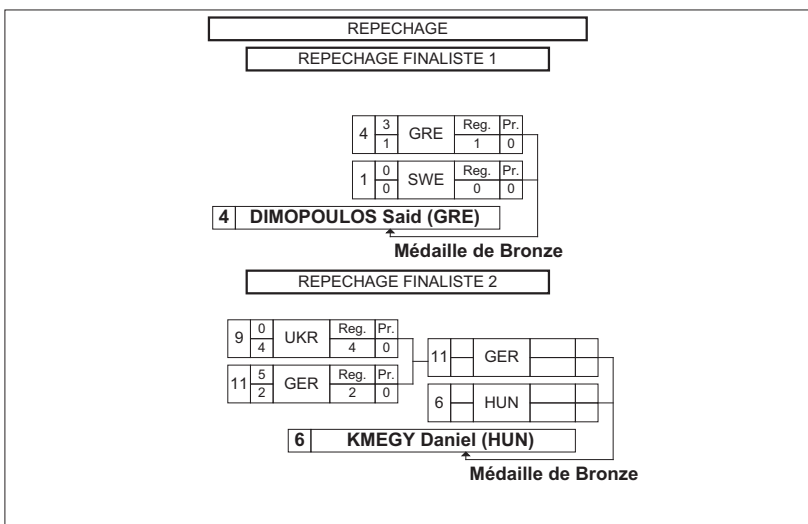 REPECHAGE
REPECHAGE FINALISTE 1
4 3 GRE Reg. Pr.
1 1 0
1 0 SWE Reg. Pr.
0 0 0
4 DIMOPOULOS Said (GRE)
Médaille de Bronze
REPECHAGE FINALISTE 2
9 0 UKR Reg. Pr.
4 4 0
11 GER
11 5 GER Reg. Pr.
2 2 0
6 HUN
6 KMEGY Daniel (HUN)
Médaille de Bronze